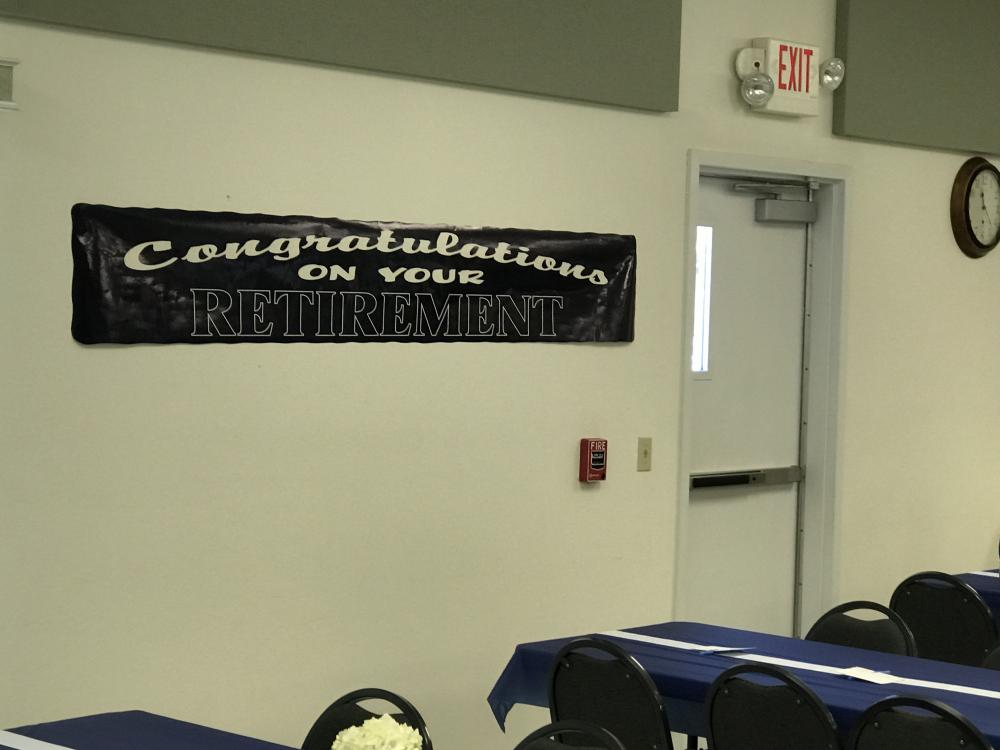 EXIT
Congratulations
ON YOUR
RETIREMENT
FIRE